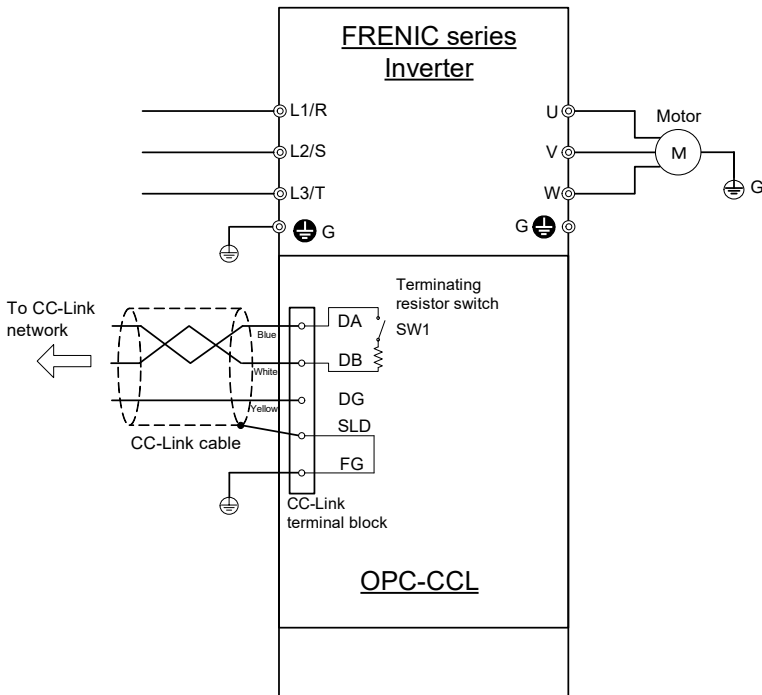 FRENIC series
Inverter
L1/R
L2/S
L3/T
G
U
V
W
G
Motor
M
G
To CC-Link
network
Blue
White
Yellow
CC-Link cable
DA
DB
DG
SLD
FG
Terminating
resistor switch
SW1
CC-Link
terminal block
OPC-CCL